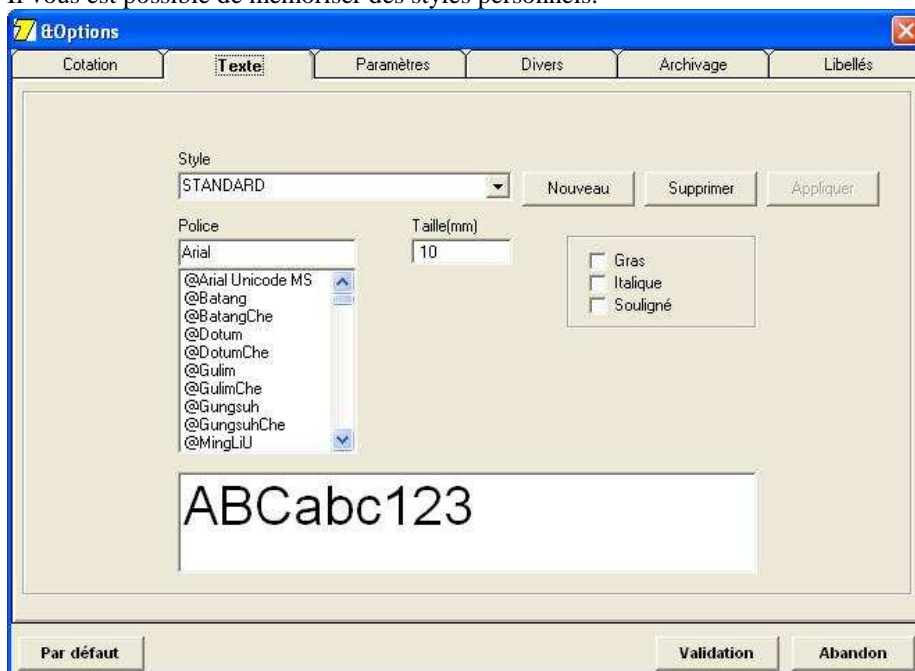 Il vous est possible de mémoriser des styles personnels.
&Options
Cotation Texte Paramètres Divers Archivage Libellés
Style
STANDARD Nouveau Supprimer Appliquer
Police Taille(mm)
Arial 10
Gras
Italique
Souligné
@Arial Unicode MS
@Batang
@BatangChe
@Dotum
@DotumChe
@Gulim
@GulimChe
@Gungsuh
@GungsuhChe
@MingLiU
ABCabc123
Par défaut Validation Abandon